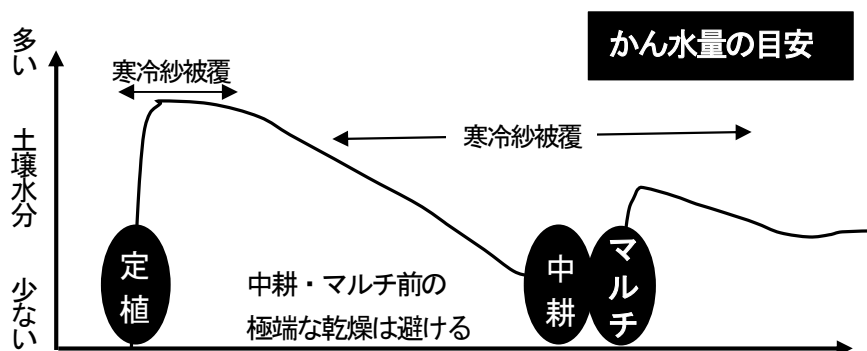 かん水量の目安
多い
土壌水分
少ない
寒冷紗被覆
寒冷紗被覆
定植
中耕
マルチ
中耕・マルチ前の
極端な乾燥は避ける